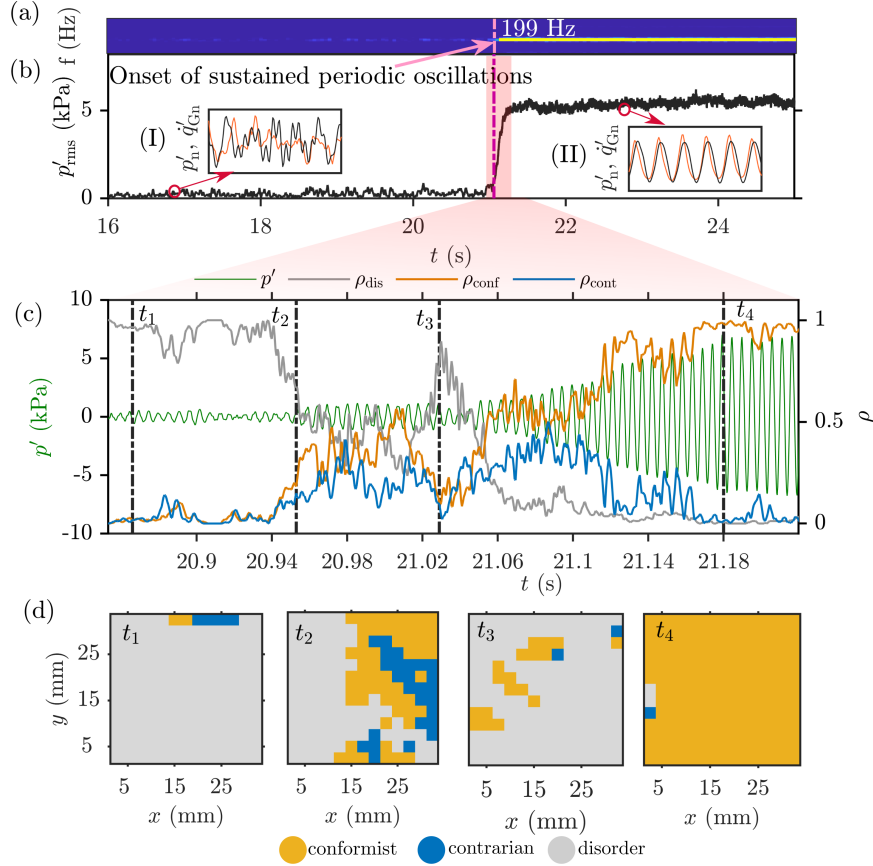 (a)
f (Hz)
199 Hz
(b)
Onset of sustained periodic oscillations
p′rms (kPa)
5
0
(I)
p′n, q̇′Gn
(II)
p′n, q̇′Gn
16 18 20 22 24
t (s)
p′ ρdis ρconf ρcont
(c)
10
5
0
-5
-10
p′ (kPa)
t1 t2 t3 t4
1
0.5
0
ρ
20.9 20.94 20.98 21.02 21.06 21.1 21.14 21.18
t (s)
(d)
t1 t2 t3 t4
25
15
5
y (mm)
5 15 25 5 15 25 5 15 25 5 15 25
x (mm) x (mm) x (mm) x (mm)
conformist contrarian disorder